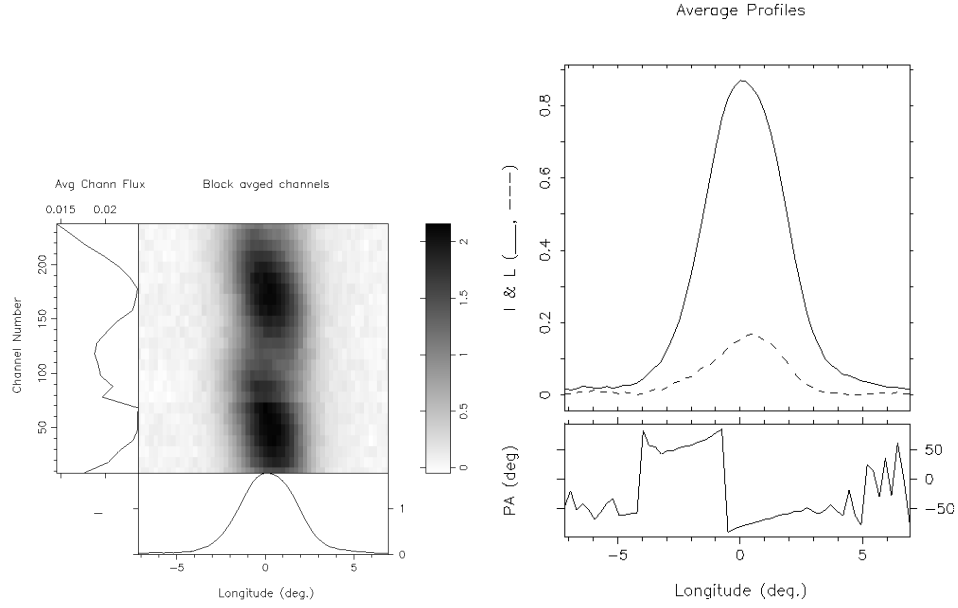 Average Profiles
Avg Chann Flux
Block avged channels
0.015 0.02
Channel Number
50 100 150 200
0 0.5 1 1.5 2
I
0 1
−5 0 5
Longitude (deg.)
I & L (__, ---)
0 0.2 0.4 0.6 0.8
PA (deg)
−50 0 50
−5 0 5
Longitude (deg.)